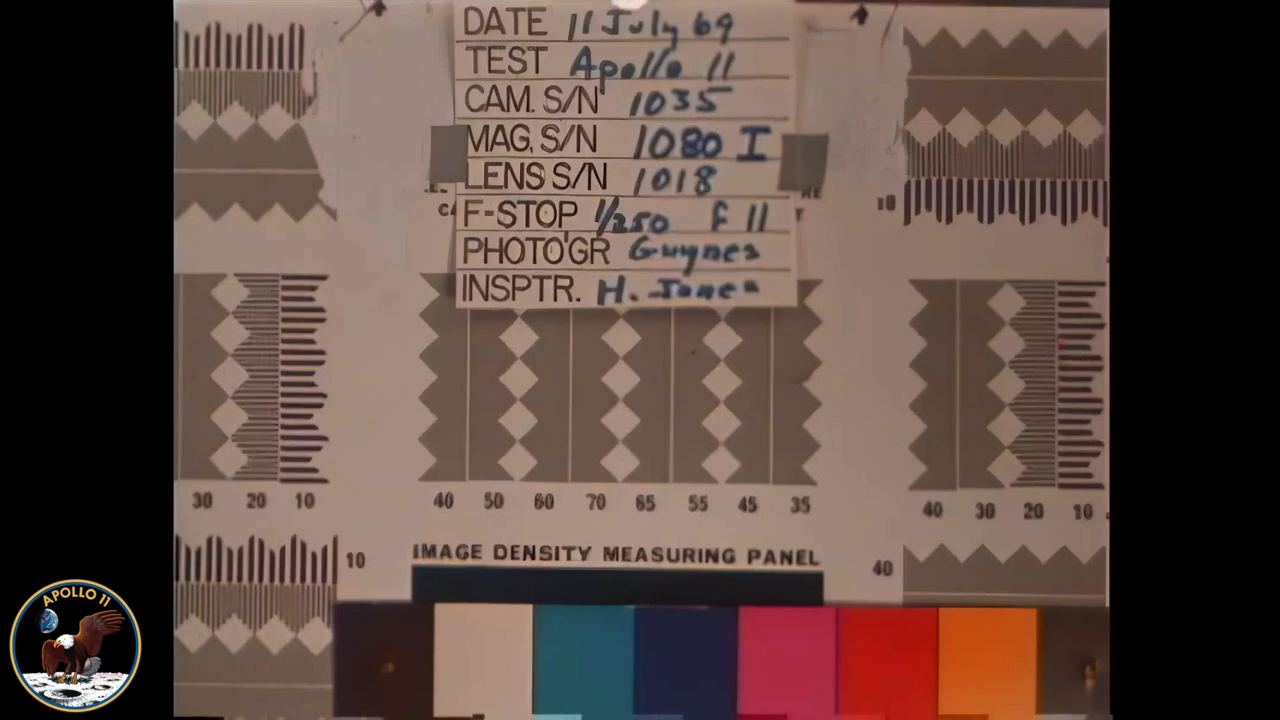 DATE 11 July 69
TEST Apollo 11
CAM. S/N 1035
MAG. S/N 1080 I
LENS S/N 1018
F-STOP 1/250 f 11
PHOTO'GR Guynes
INSPTR. H. Jones
10
30 20 10
40 50 60 70 65 55 45 35
40 30 20 10
10
IMAGE DENSITY MEASURING PANEL
40
APOLLO 11